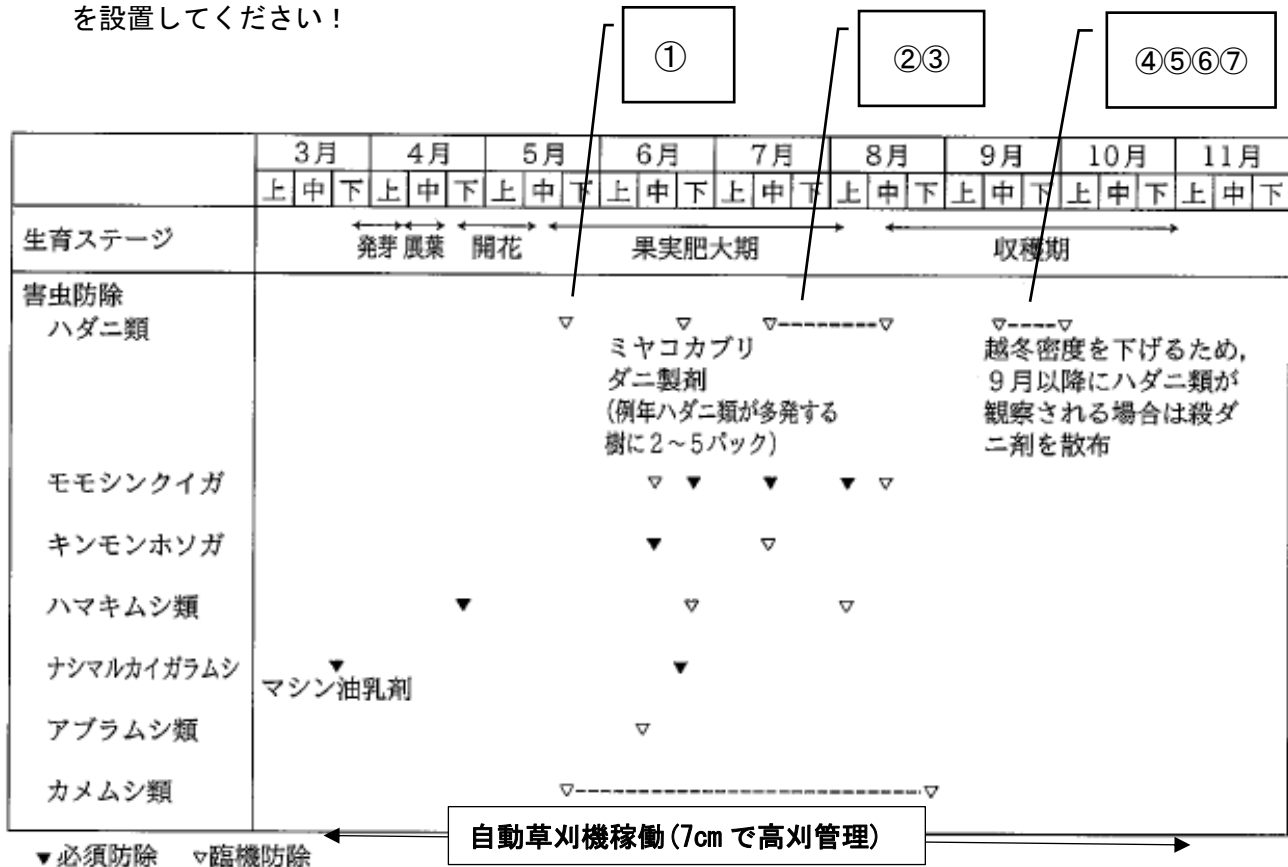 を設置してください！
①
②③
④⑤⑥⑦
3月 4月 5月 6月 7月 8月 9月 10月 11月
上 中 下 上 中 下 上 中 下 上 中 下 上 中 下 上 中 下 上 中 下 上 中 下 上 中 下
生育ステージ
発芽 展葉 開花 果実肥大期 収穫期
害虫防除
ハダニ類
ミヤコカブリ
ダニ製剤
(例年ハダニ類が多発する
樹に2～5パック)
越冬密度を下げるため，
9月以降にハダニ類が
観察される場合は殺ダ
ニ剤を散布
モモシンクイガ
キンモンホソガ
ハマキムシ類
ナシマルカイガラムシ
マシン油乳剤
アブラムシ類
カメムシ類
自動草刈機稼働(7cmで高刈管理)
▼必須防除 ▽臨機防除